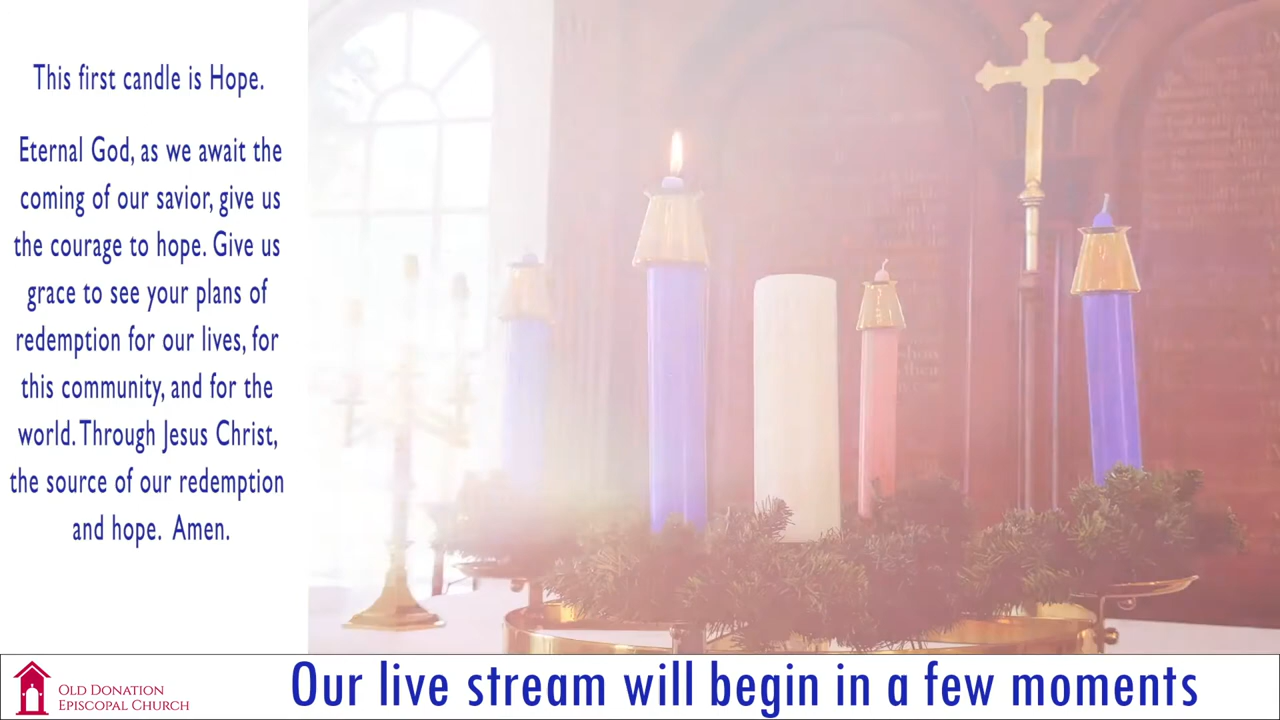 This first candle is Hope.
Eternal God, as we await the
coming of our savior, give us
the courage to hope. Give us
grace to see your plans of
redemption for our lives, for
this community, and for the
world. Through Jesus Christ,
the source of our redemption
and hope. Amen.
OLD DONATION
EPISCOPAL CHURCH
Our live stream will begin in a few moments